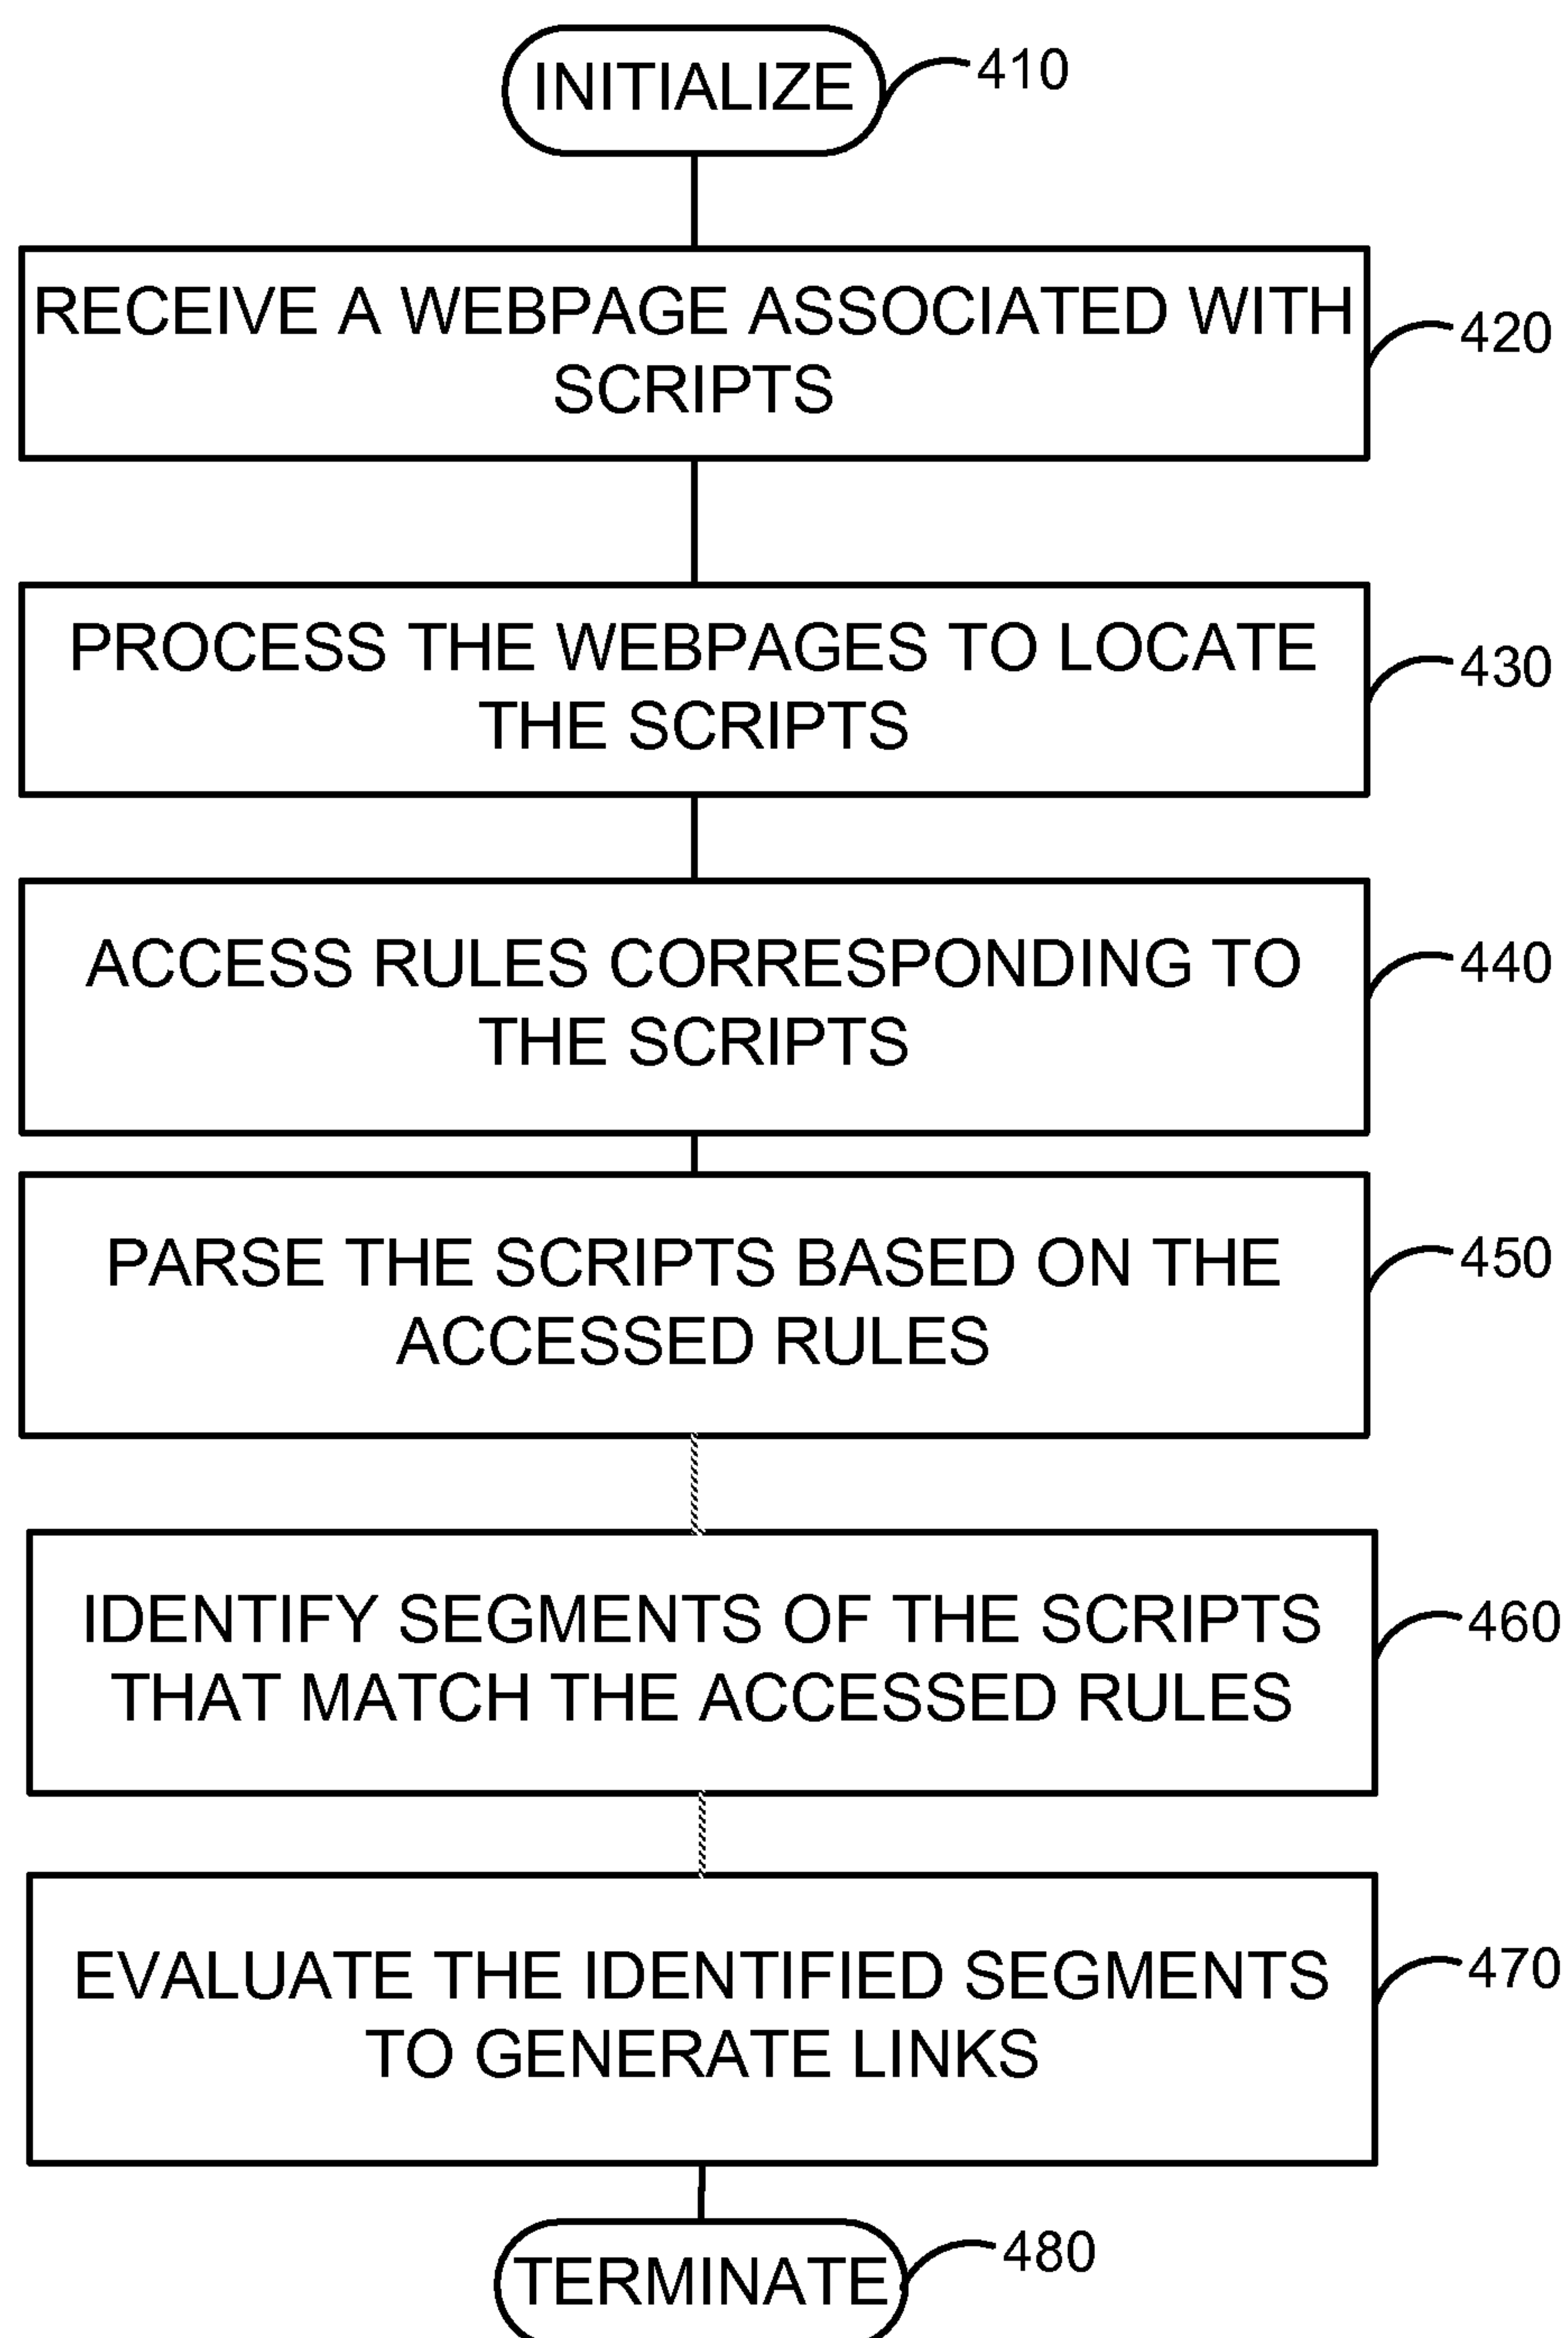 INITIALIZE
410
RECEIVE A WEBPAGE ASSOCIATED WITH
SCRIPTS
420
PROCESS THE WEBPAGES TO LOCATE
THE SCRIPTS
430
ACCESS RULES CORRESPONDING TO
THE SCRIPTS
440
PARSE THE SCRIPTS BASED ON THE
ACCESSED RULES
450
IDENTIFY SEGMENTS OF THE SCRIPTS
THAT MATCH THE ACCESSED RULES
460
EVALUATE THE IDENTIFIED SEGMENTS
TO GENERATE LINKS
470
TERMINATE
480